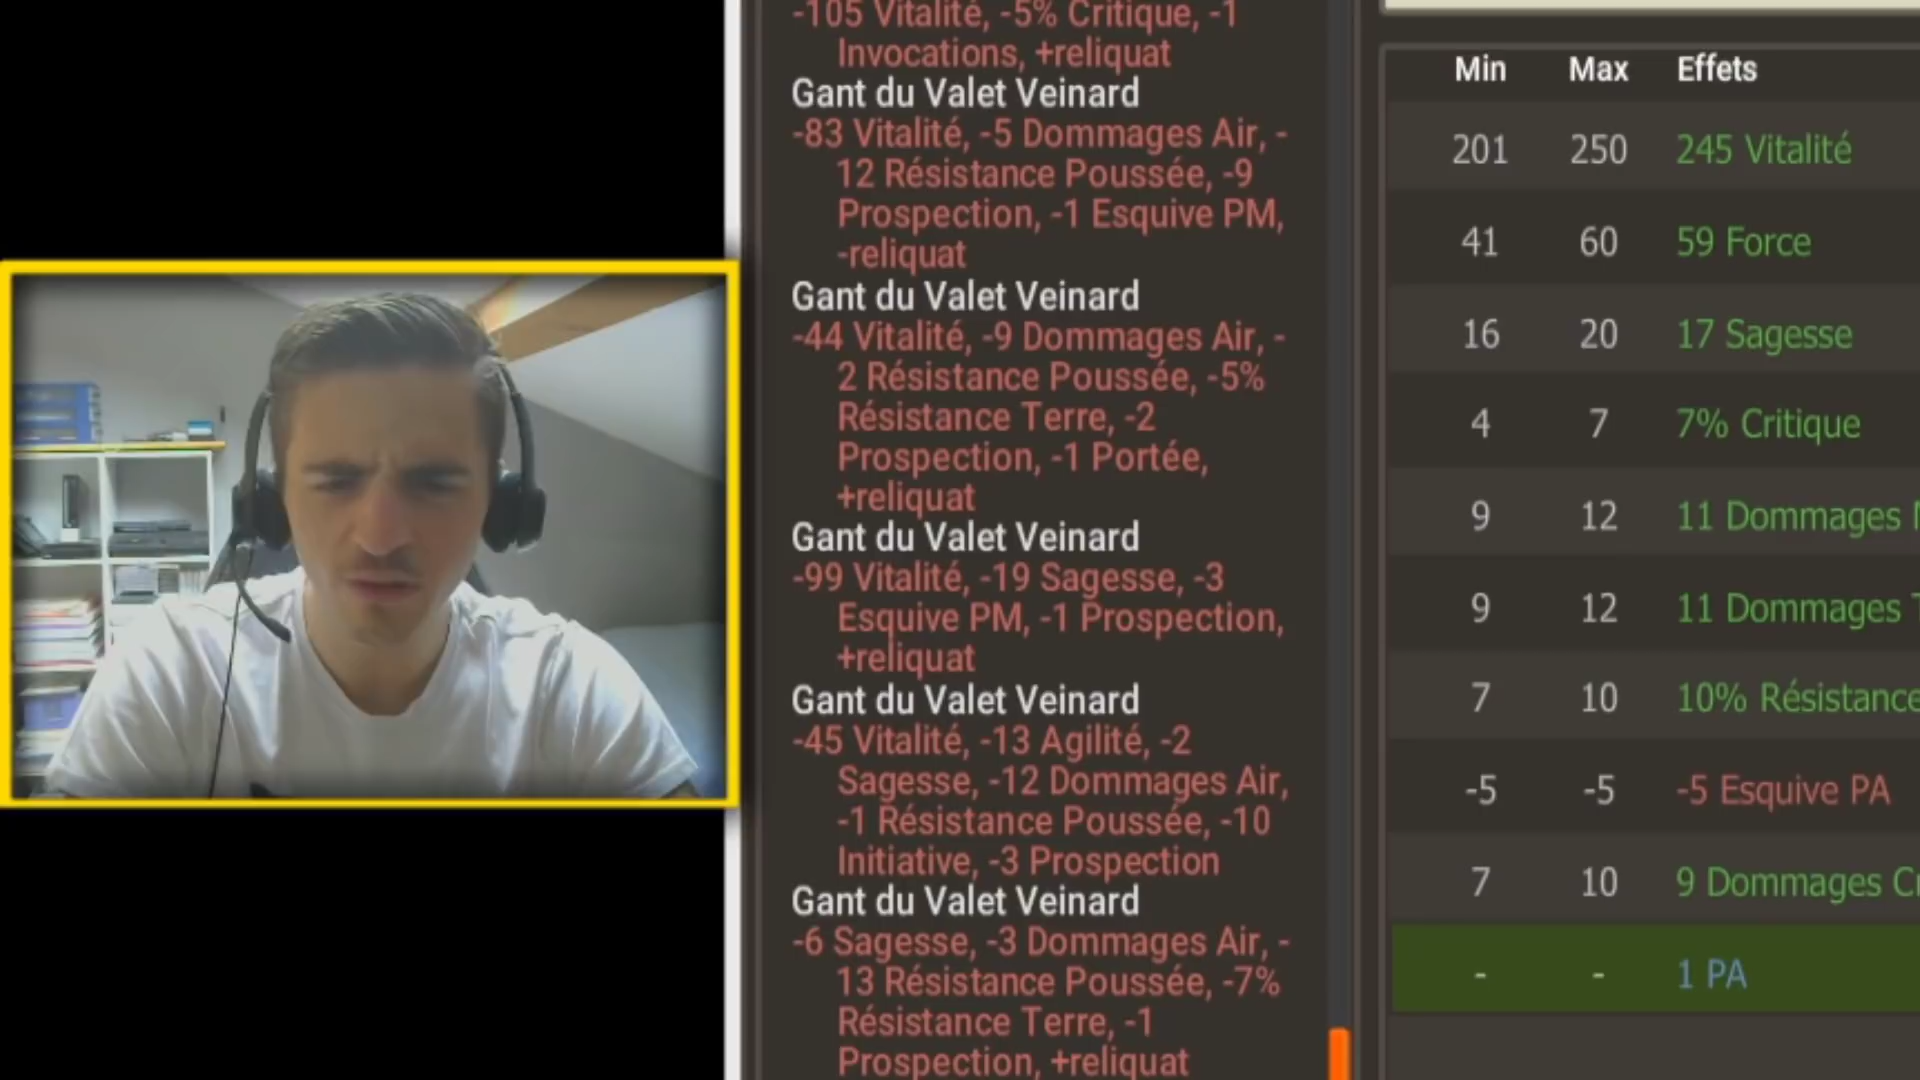 -105 Vitalité, -5% Critique, -1
Invocations, +reliquat
Gant du Valet Veinard
-83 Vitalité, -5 Dommages Air, -
12 Résistance Poussée, -9
Prospection, -1 Esquive PM,
-reliquat
Gant du Valet Veinard
-44 Vitalité, -9 Dommages Air, -
2 Résistance Poussée, -5%
Résistance Terre, -2
Prospection, -1 Portée,
+reliquat
Gant du Valet Veinard
-99 Vitalité, -19 Sagesse, -3
Esquive PM, -1 Prospection,
+reliquat
Gant du Valet Veinard
-45 Vitalité, -13 Agilité, -2
Sagesse, -12 Dommages Air,
-1 Résistance Poussée, -10
Initiative, -3 Prospection
Gant du Valet Veinard
-6 Sagesse, -3 Dommages Air, -
13 Résistance Poussée, -7%
Résistance Terre, -1
Prospection, +reliquat
Min Max Effets
201 250 245 Vitalité
41 60 59 Force
16 20 17 Sagesse
4 7 7% Critique
9 12 11 Dommages
9 12 11 Dommages T
7 10 10% Résistance
-5 -5 -5 Esquive PA
7 10 9 Dommages Cr
- - 1 PA